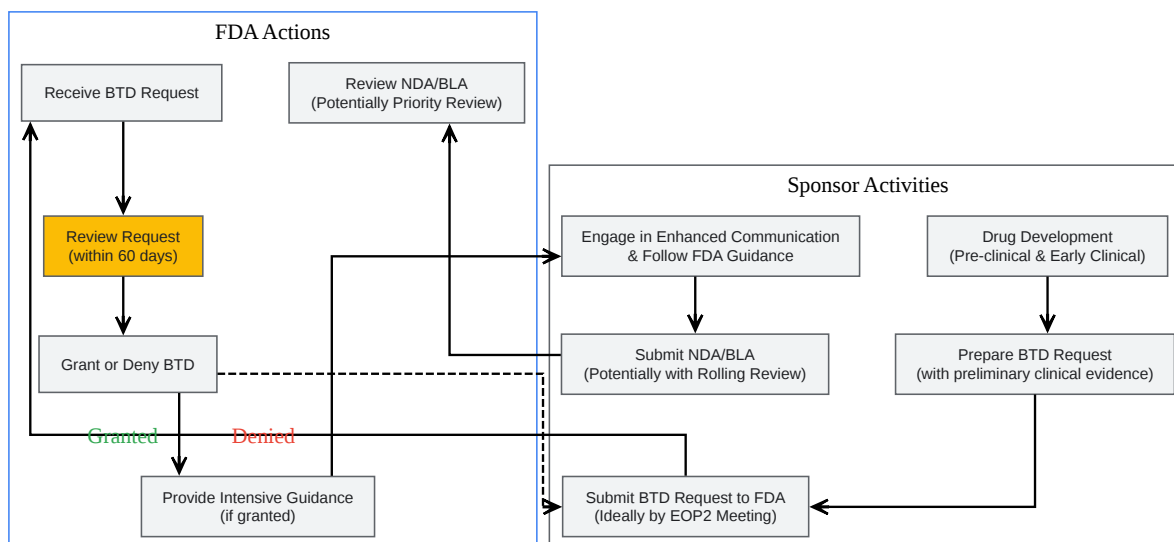 FDA Actions
Receive BTD Request
Review NDA/BLA
(Potentially Priority Review)
Review Request
(within 60 days)
Grant or Deny BTD
Granted
Denied
Provide Intensive Guidance
(if granted)
Sponsor Activities
Engage in Enhanced Communication
& Follow FDA Guidance
Drug Development
(Pre-clinical & Early Clinical)
Submit NDA/BLA
(Potentially with Rolling Review)
Prepare BTD Request
(with preliminary clinical evidence)
Submit BTD Request to FDA
(Ideally by EOP2 Meeting)